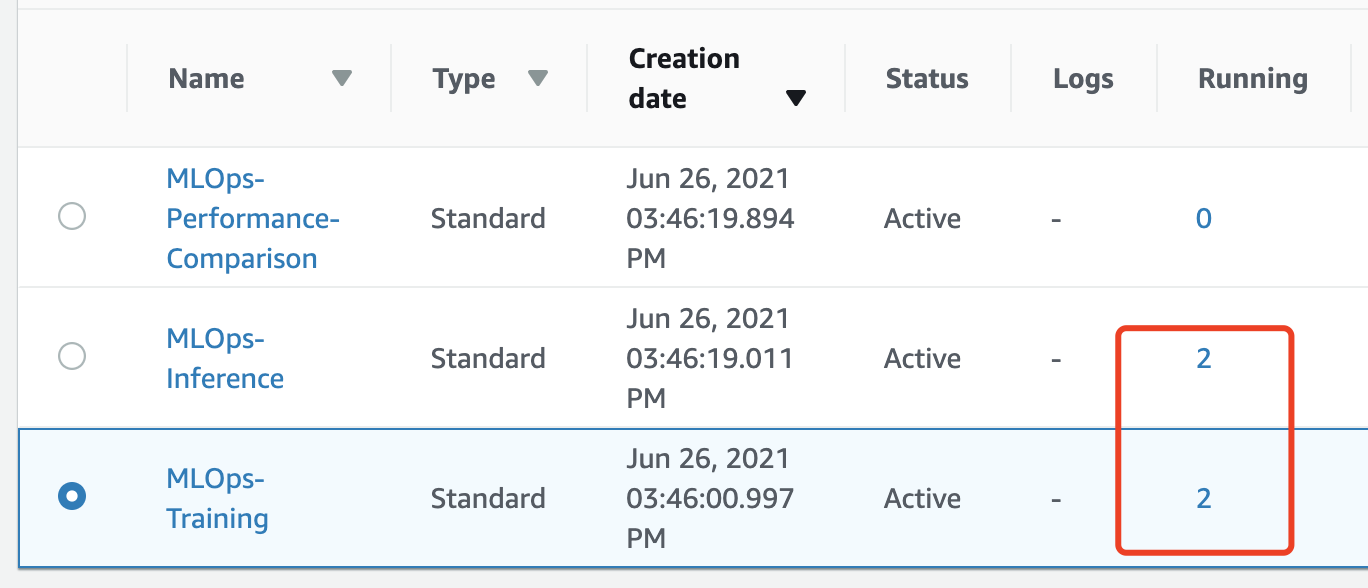 Name Type Creation date Status Logs Running
MLOps-Performance-Comparison Standard Jun 26, 2021 03:46:19.894 PM Active - 0
MLOps-Inference Standard Jun 26, 2021 03:46:19.011 PM Active - 2
MLOps-Training Standard Jun 26, 2021 03:46:00.997 PM Active - 2